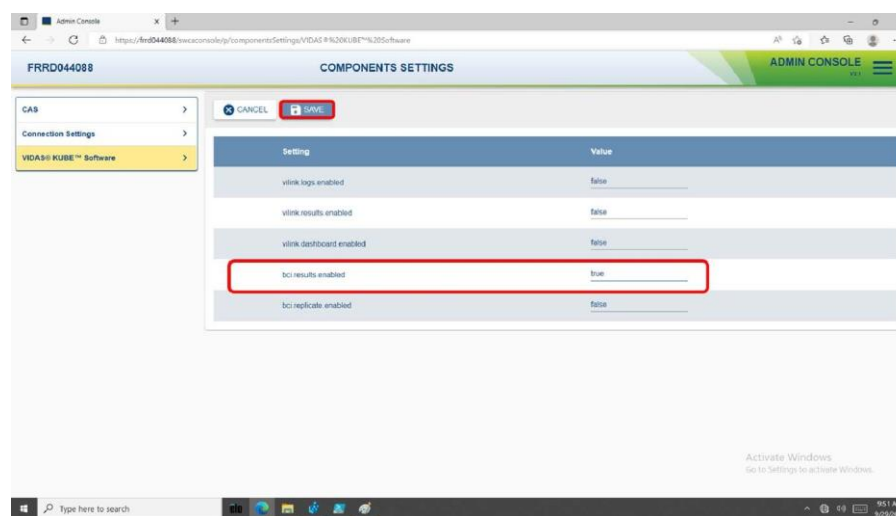 Admin Console
https://frrd044088/swcaconsole/p/componentsSettings/VIDAS®%20KUBE™%20Software
FRRD044088
COMPONENTS SETTINGS
ADMIN CONSOLE
CAS
Connection Settings
VIDAS® KUBE™ Software
CANCEL
SAVE
Setting Value
vilink.logs.enabled false
vilink.results.enabled false
vilink.dashboard.enabled false
bci.results.enabled true
bci.replicate.enabled false
Activate Windows
Go to Settings to activate Windows.
Type here to search
9:51 A